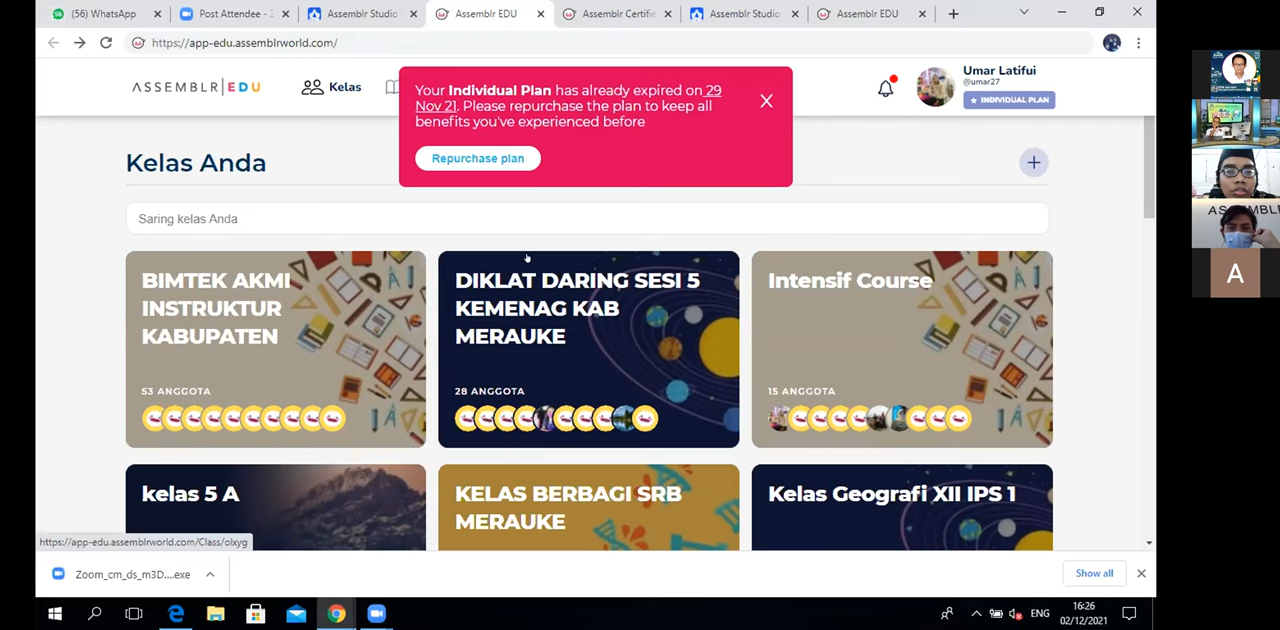 (56) WhatsApp
Post Attendee - Z
Assemblr Studio
Assemblr EDU
Assemblr Certific
Assemblr Studio
Assemblr EDU
https://app-edu.assemblrworld.com/
ASSEMBLR|EDU
Kelas
Your Individual Plan has already expired on 29
Nov 21. Please repurchase the plan to keep all
benefits you've experienced before
Repurchase plan
Umar Latifui
@umar27
★ INDIVIDUAL PLAN
Kelas Anda
Saring kelas Anda
BIMTEK AKMI
INSTRUKTUR
KABUPATEN
53 ANGGOTA
DIKLAT DARING SESI 5
KEMENAG KAB
MERAUKE
28 ANGGOTA
Intensif Course
15 ANGGOTA
kelas 5 A
KELAS BERBAGI SRB
MERAUKE
Kelas Geografi XII IPS 1
https://app-edu.assemblrworld.com/Class/olxyg
Zoom_cm_ds_m3D....exe
Show all
ENG
16:26
02/12/2021
ASSEMBLR
A